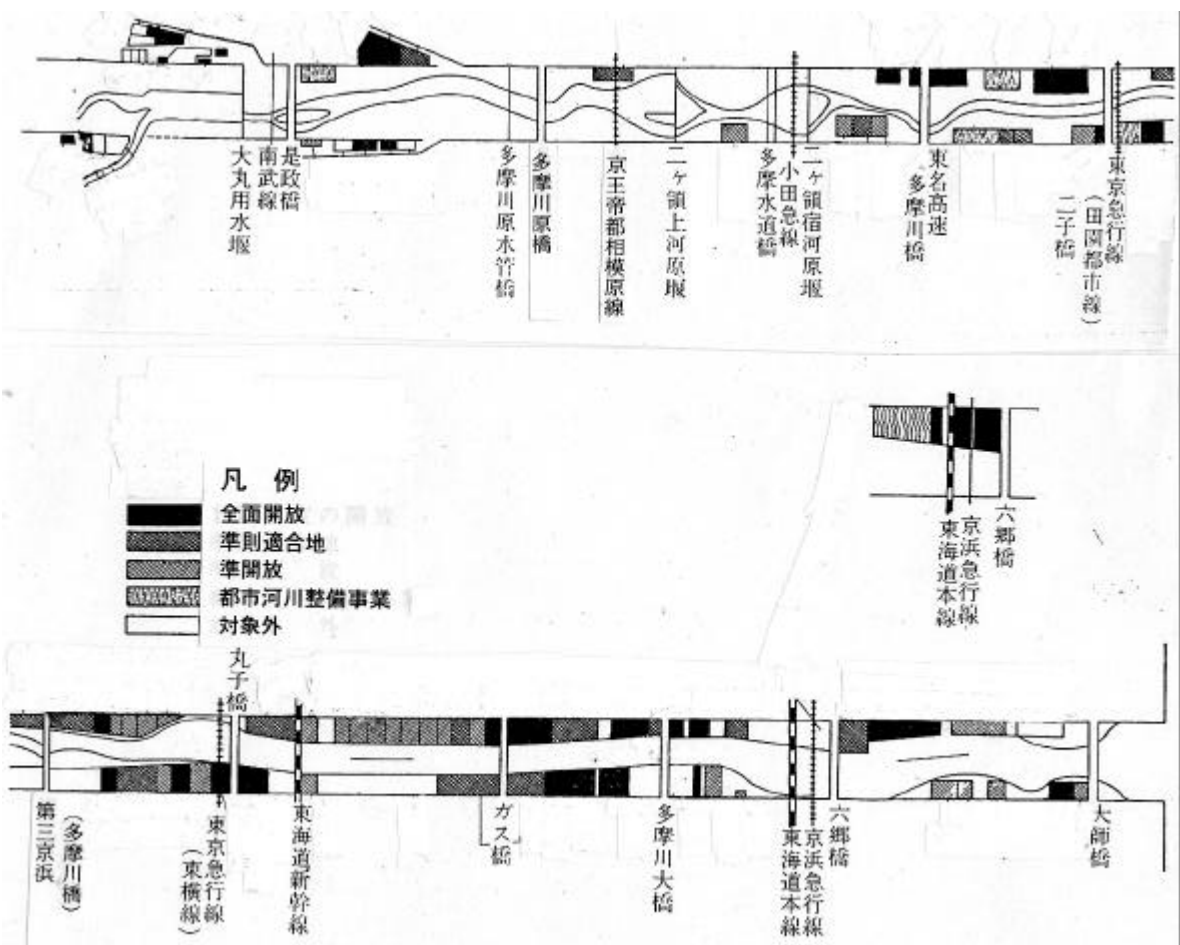 大丸用水堰
南武線
是政橋
多摩川原水管橋
多摩川原橋
京王帝都相模原線
二ヶ領上河原堰
多摩水道橋
小田急線
二ヶ領宿河原堰
東名高速
(多摩川橋)
二子橋
東京急行線
(田園都市線)
東海道本線
京浜急行線
六郷橋
凡例
全面開放
準則適合地
準開放
都市河川整備事業
対象外
丸子橋
第三京浜
(多摩川橋)
東京急行線
(東横線)
東海道新幹線
ガス橋
多摩川大橋
東海道本線
京浜急行線
六郷橋
大師橋